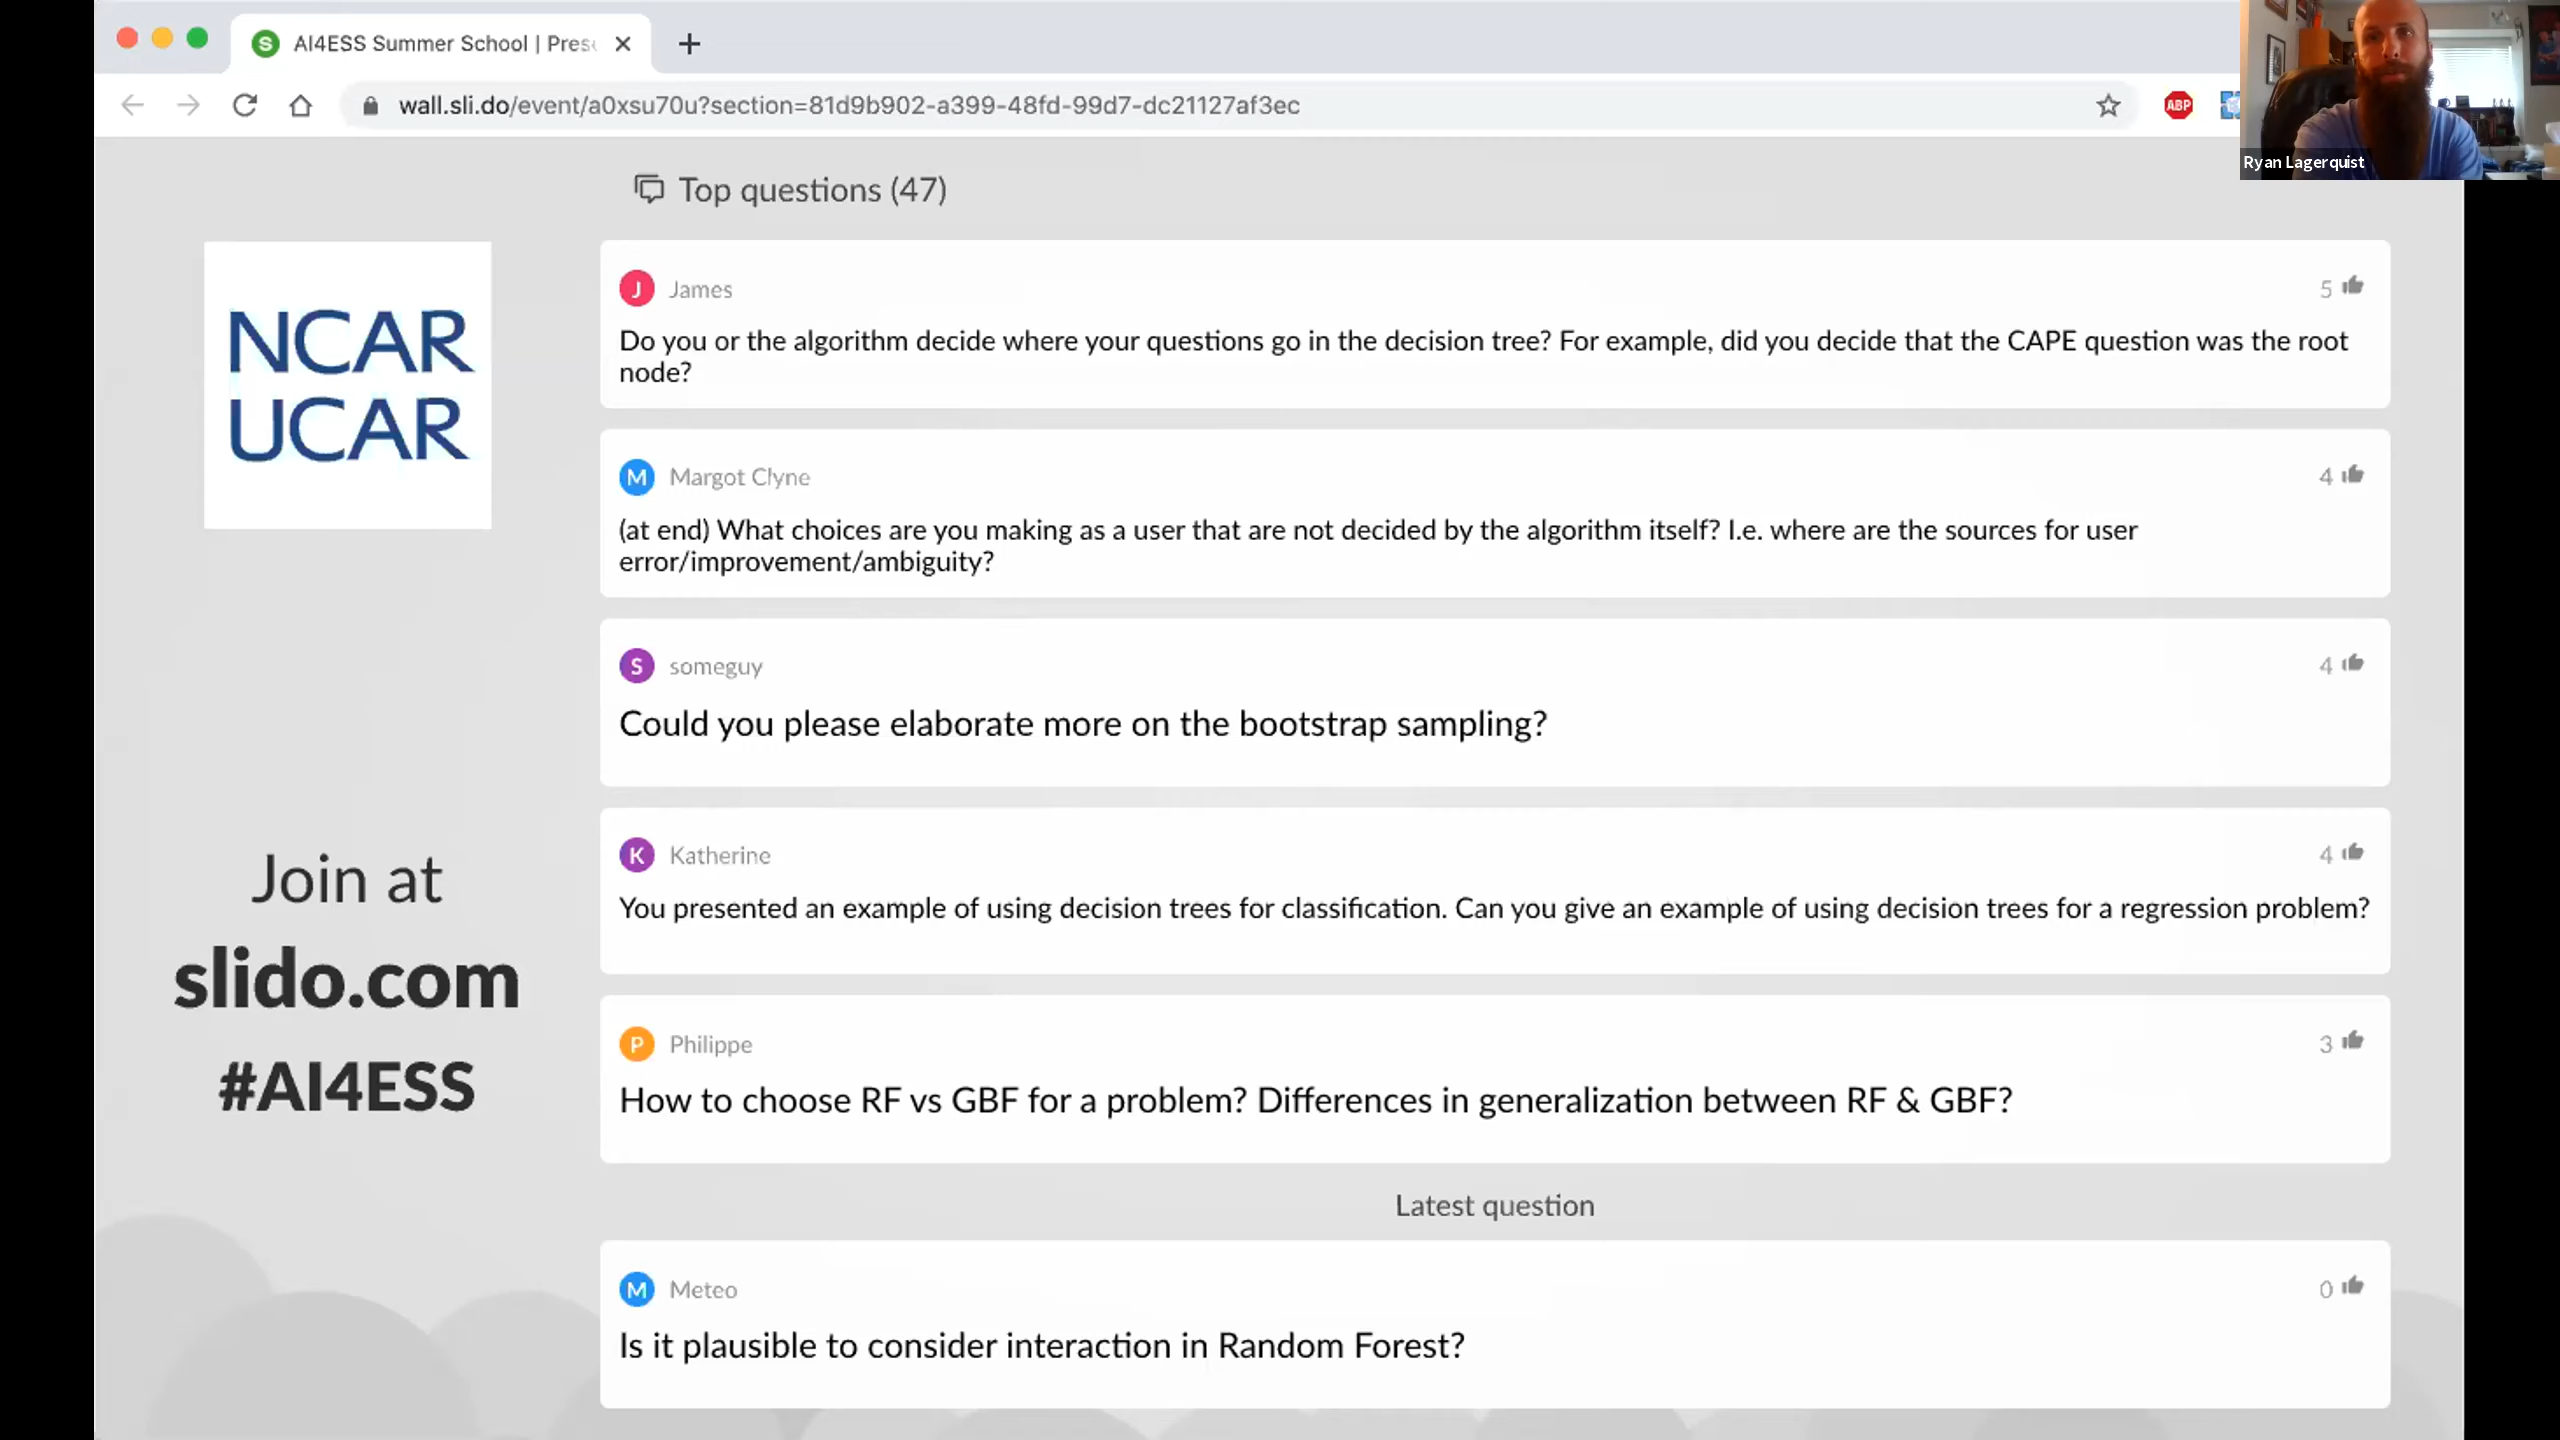 AI4ESS Summer School | Pres
wall.sli.do/event/a0xsu70u?section=81d9b902-a399-48fd-99d7-dc21127af3ec
ABP
Ryan Lagerquist
NCAR
UCAR
Join at
slido.com
#AI4ESS
Top questions (47)
J James 5
Do you or the algorithm decide where your questions go in the decision tree? For example, did you decide that the CAPE question was the root
node?
M Margot Clyne 4
(at end) What choices are you making as a user that are not decided by the algorithm itself? I.e. where are the sources for user
error/improvement/ambiguity?
S someguy 4
Could you please elaborate more on the bootstrap sampling?
K Katherine 4
You presented an example of using decision trees for classification. Can you give an example of using decision trees for a regression problem?
P Philippe 3
How to choose RF vs GBF for a problem? Differences in generalization between RF & GBF?
Latest question
M Meteo 0
Is it plausible to consider interaction in Random Forest?